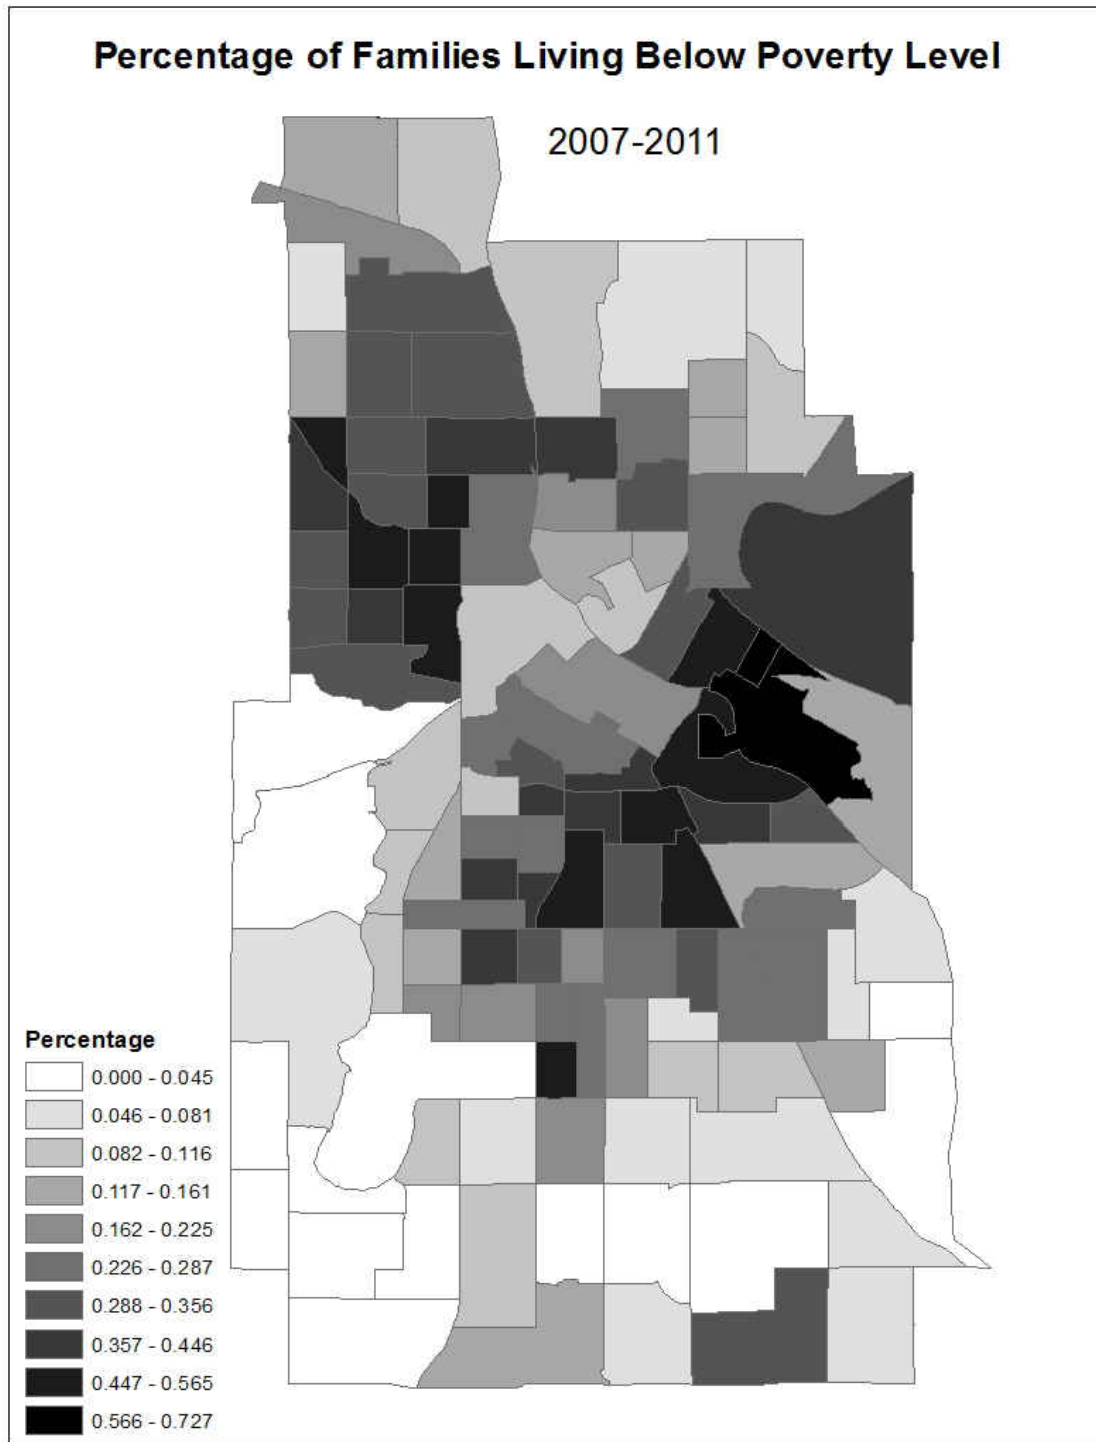 Percentage of Families Living Below Poverty Level
2007-2011
Percentage
0.000 - 0.045
0.046 - 0.081
0.082 - 0.116
0.117 - 0.161
0.162 - 0.225
0.226 - 0.287
0.288 - 0.356
0.357 - 0.446
0.447 - 0.565
0.566 - 0.727